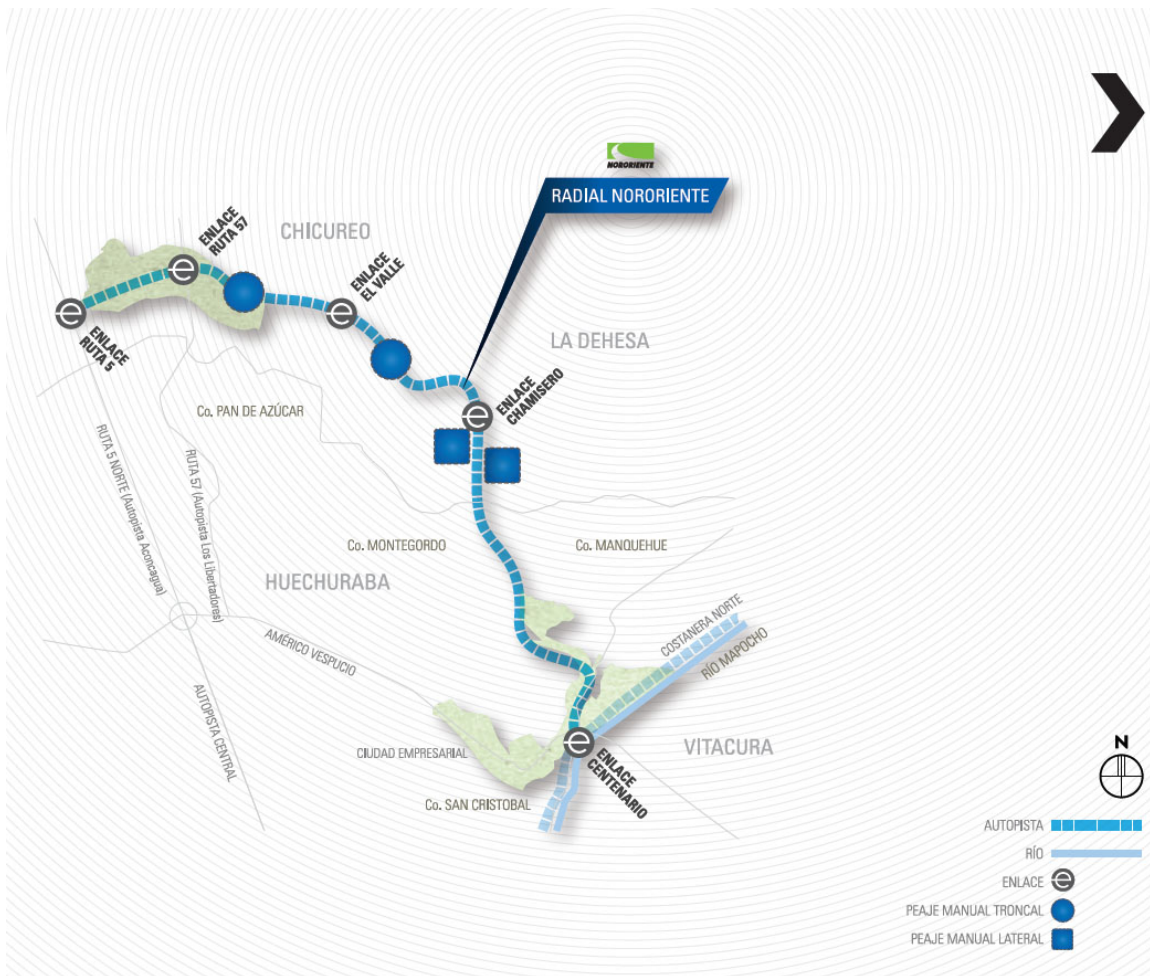 NORORIENTE
RADIAL NORORIENTE
ENLACE
RUTA 57
CHICUREO
ENLACE
EL VALLE
ENLACE
RUTA 5
LA DEHESA
ENLACE
CHAMISERO
Co. PAN DE AZÚCAR
RUTA 5 NORTE (Autopista Aconcagua)
RUTA 57 (Autopista Los Libertadores)
Co. MONTEGORDO
Co. MANQUEHUE
HUECHURABA
COSTANERA NORTE
RÍO MAPOCHO
AMÉRICO VESPUCIO
AUTOPISTA CENTRAL
CIUDAD EMPRESARIAL
VITACURA
ENLACE
CENTENARIO
Co. SAN CRISTOBAL
N
AUTOPISTA
RÍO
ENLACE e
PEAJE MANUAL TRONCAL
PEAJE MANUAL LATERAL